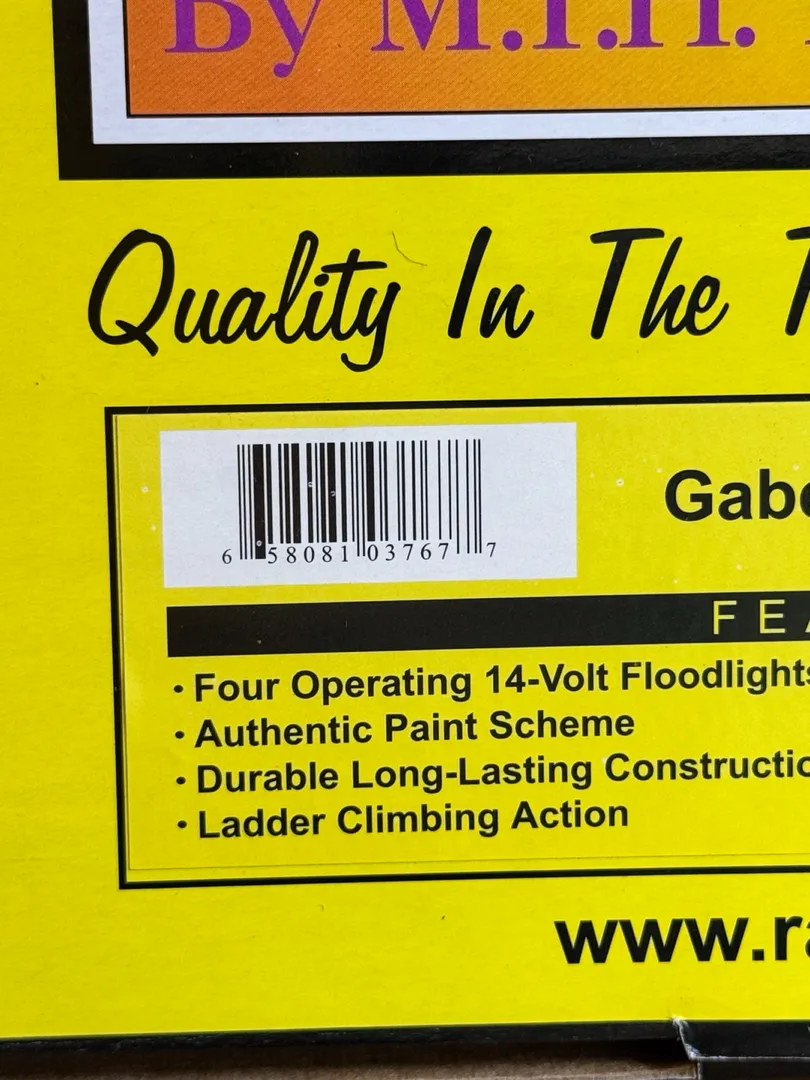 By M.T.H.
Quality In The
Gabe
6 58081 03767 7
FEA
• Four Operating 14-Volt Floodlights
• Authentic Paint Scheme
• Durable Long-Lasting Constructio
• Ladder Climbing Action
www.ra